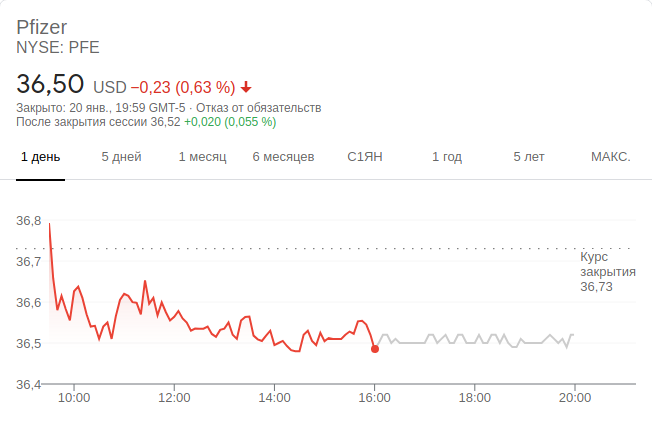 Pfizer
NYSE: PFE
36,50 USD −0,23 (0,63 %)
Закрыто: 20 янв., 19:59 GMT-5 · Отказ от обязательств
После закрытия сессии 36,52 +0,020 (0,055 %)
1 день 5 дней 1 месяц 6 месяцев С1ЯН 1 год 5 лет МАКС.
36,8
36,7
36,6
36,5
36,4
Курс
закрытия
36,73
10:00 12:00 14:00 16:00 18:00 20:00